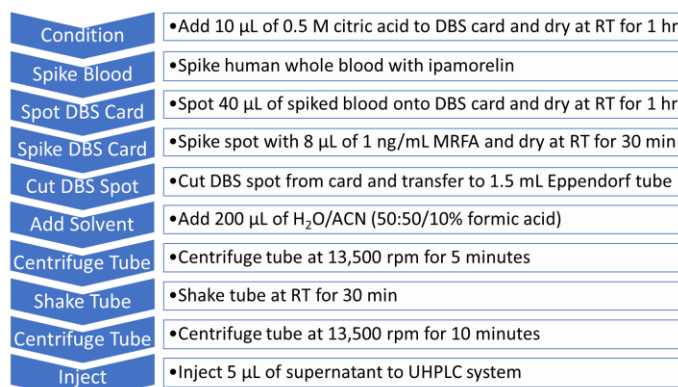 Condition
•Add 10 µL of 0.5 M citric acid to DBS card and dry at RT for 1 hr
Spike Blood
•Spike human whole blood with ipamorelin
Spot DBS Card
•Spot 40 µL of spiked blood onto DBS card and dry at RT for 1 hr
Spike DBS Card
•Spike spot with 8 µL of 1 ng/mL MRFA and dry at RT for 30 min
Cut DBS Spot
•Cut DBS spot from card and transfer to 1.5 mL Eppendorf tube
Add Solvent
•Add 200 µL of H₂O/ACN (50:50/10% formic acid)
Centrifuge Tube
•Centrifuge tube at 13,500 rpm for 5 minutes
Shake Tube
•Shake tube at RT for 30 min
Centrifuge Tube
•Centrifuge tube at 13,500 rpm for 10 minutes
Inject
•Inject 5 µL of supernatant to UHPLC system